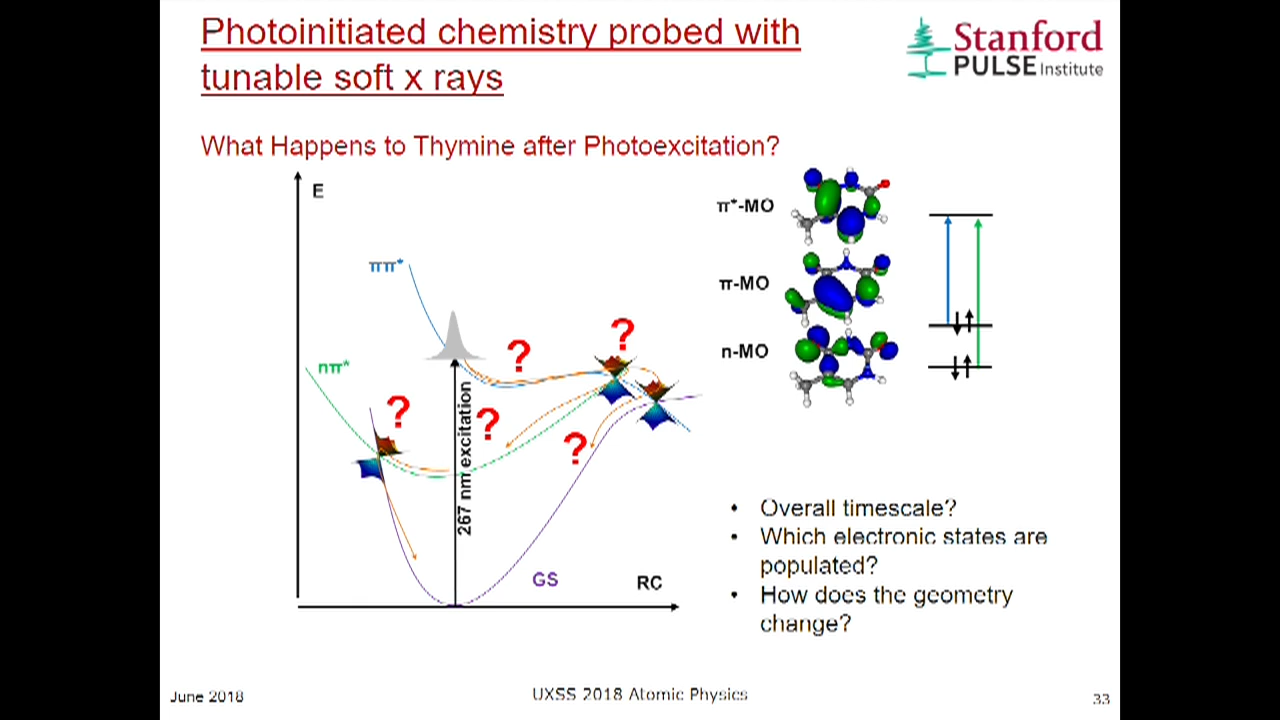 Photoinitiated chemistry probed with
tunable soft x rays
Stanford
PULSE Institute
What Happens to Thymine after Photoexcitation?
E
ππ*
nπ*
?
?
?
?
?
267 nm excitation
GS
RC
π*-MO
π-MO
n-MO
• Overall timescale?
• Which electronic states are
populated?
• How does the geometry
change?
June 2018
UXSS 2018 Atomic Physics
33